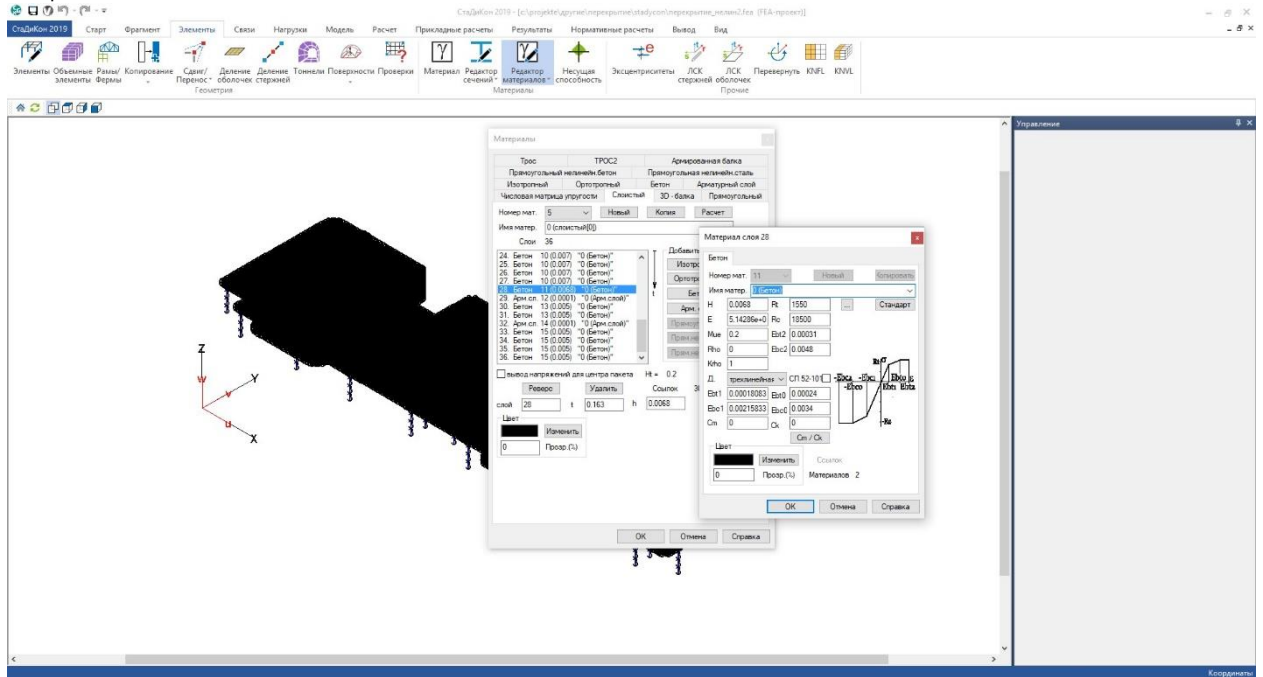 СтаДиКон 2019 - [c:\projekte\другие\перекрытие\stadycon\перекрытие_нелин2.fea (FEA-проект)]
СтаДиКон 2019 Старт Фрагмент Элементы Связи Нагрузки Модель Расчет Прикладные расчеты Результаты Нормативные расчеты Вывод Вид
Элементы Объемные элементы Рамы/Фермы Копирование Сдвиг/Перенос Деление оболочек Деление стержней Тоннели Поверхности Проверки Материал Редактор сечений Редактор материалов Несущая способность Эксцентриситеты ЛСК стержней ЛСК оболочек Перевернуть KNFL KNVL
Геометрия Материалы Прочие
Управление
Материалы
Трос ТРОС2 Армированная балка
Прямоугольный нелинейн.бетон Прямоугольная нелинейн.сталь
Изотропный Ортотропный Бетон Арматурный слой
Числовая матрица упругости Слоистый 3D - балка Прямоугольный
Номер мат. 5 Новый Копия Расчет
Имя матер. 0 (слоистый[0])
Слои 36
24. Бетон 10 (0.007) "0 (Бетон)"
25. Бетон 10 (0.007) "0 (Бетон)"
26. Бетон 10 (0.007) "0 (Бетон)"
27. Бетон 10 (0.007) "0 (Бетон)"
28. Бетон 11 (0.0068) "0 (Бетон)"
29. Арм.сл. 12 (0.0001) "0 (Арм.слой)"
30. Бетон 13 (0.005) "0 (Бетон)"
31. Бетон 13 (0.005) "0 (Бетон)"
32. Арм.сл. 14 (0.0001) "0 (Арм.слой)"
33. Бетон 15 (0.005) "0 (Бетон)"
34. Бетон 15 (0.005) "0 (Бетон)"
35. Бетон 15 (0.005) "0 (Бетон)"
36. Бетон 15 (0.005) "0 (Бетон)"
t
Добавить
Изотро
Ортотр
Бет
Арм.
вывод напряжений для центра пакета Ht = 0.2
Реверс Удалить Ссылок
слой 28 t 0.163 h 0.0068
Цвет
Изменить
0 Прозр.(%)
OK Отмена Справка
Материал слоя 28
Бетон
Номер мат. 11 Новый Копировать
Имя матер. 0 (Бетон)
H 0.0068 Rt 1550 ... Стандарт
E 5.14286e+0 Rc 18500
Mue 0.2 Ebt2 0.00031
Rho 0 Ebc2 0.0048
Krho 1
Д. трехлинейная СП 52-101
Ebt1 0.00018083 Ebt0 0.00024
Ebc1 0.00215833 Ebc0 0.0034
Cm 0 Ck 0
Cm / Ck
Цвет
Изменить Ссылок
0 Прозр.(%) Материалов 2
OK Отмена Справка
Z
W
Y
V
U
X
Координаты